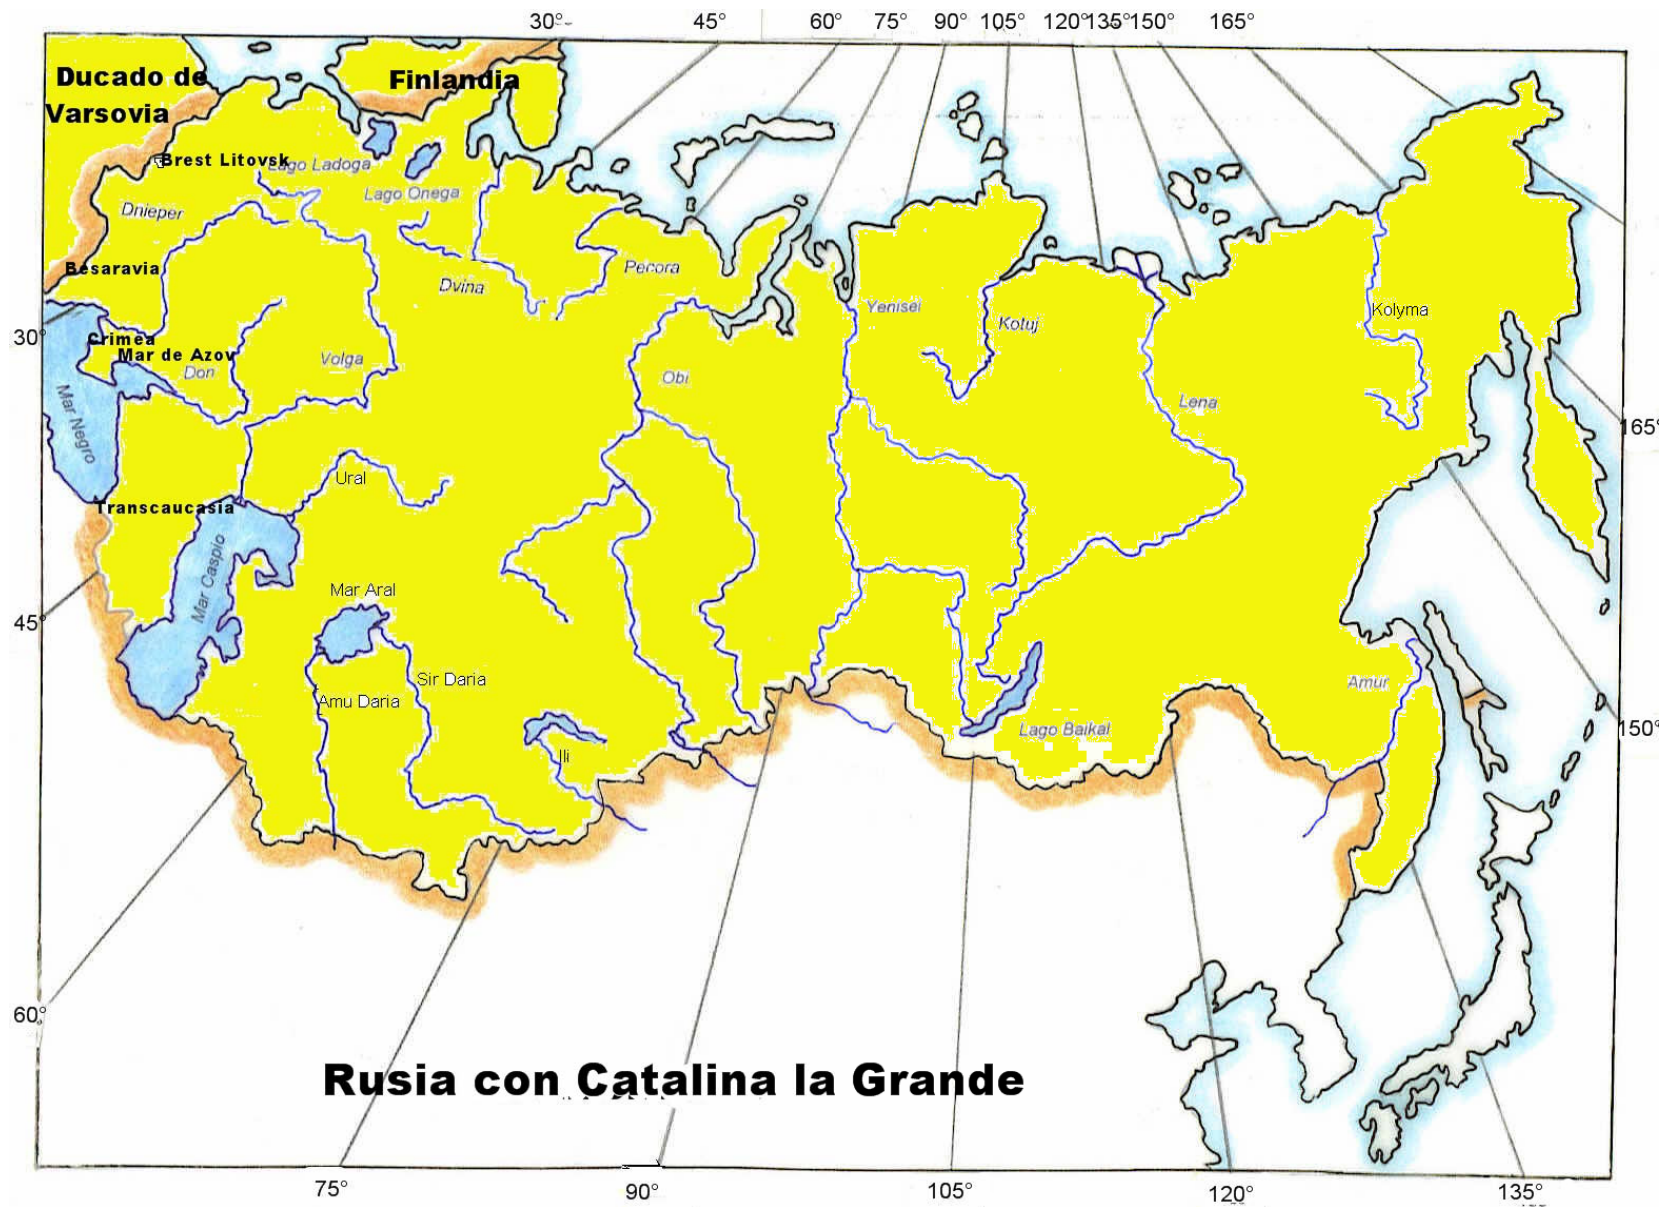 30° 45° 60° 75° 90° 105° 120° 135° 150° 165°
Ducado de
Varsovia
Finlandia
Brest Litovsk
Lago Ladoga
Lago Onega
Dnieper
Besaravia
Dvina
Pecora
Yenisei
Kotuj
Kolyma
30°
Crimea
Mar de Azov
Don
Volga
Obi
Lena
Mar Negro
165°
Ural
Transcaucasia
Mar Caspio
Mar Aral
45°
Sir Daria
Amu Daria
Amur
Lago Baikal
150°
Ili
60°
Rusia con Catalina la Grande
75° 90° 105° 120° 135°